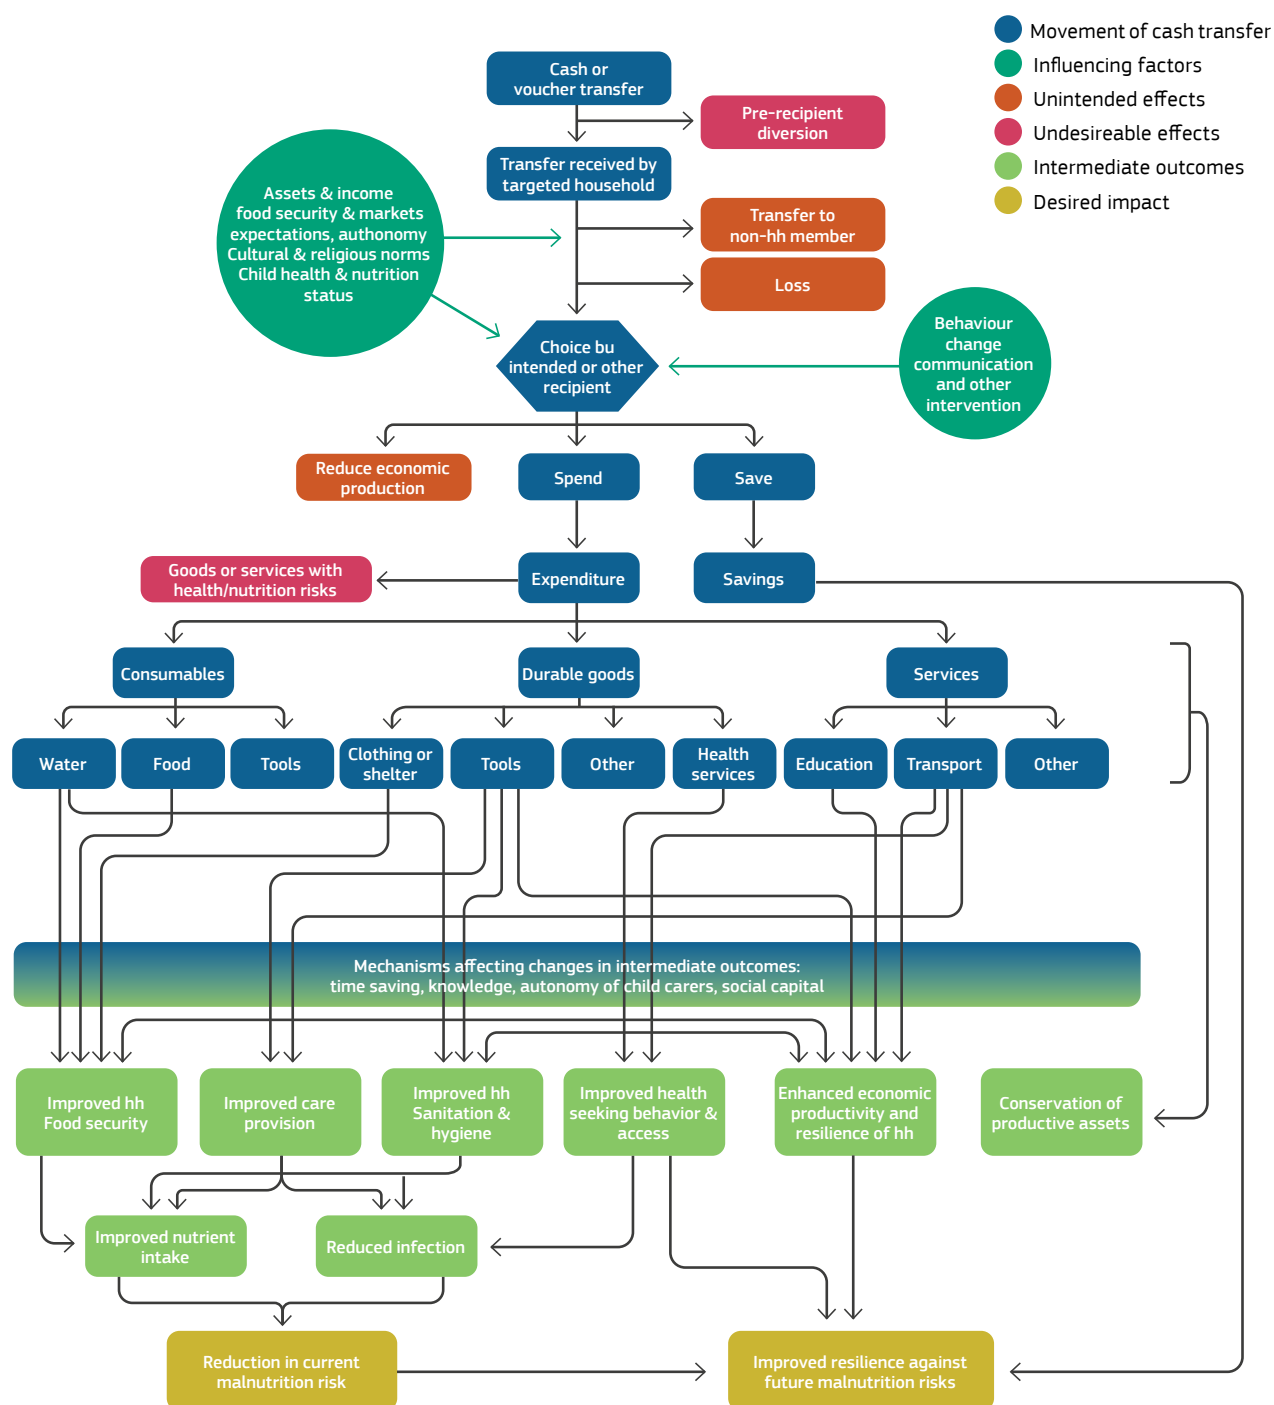 Movement of cash transfer
Influencing factors
Unintended effects
Undesireable effects
Intermediate outcomes
Desired impact
Cash or
voucher transfer
Pre-recipient
diversion
Transfer received by
targeted household
Assets & income
food security & markets
expectations, authonomy
Cultural & religious norms
Child health & nutrition
status
Transfer to
non-hh member
Loss
Choice bu
intended or other
recipient
Behaviour
change
communication
and other
intervention
Reduce economic
production
Spend
Save
Goods or services with
health/nutrition risks
Expenditure
Savings
Consumables
Durable goods
Services
Water
Food
Tools
Clothing or
shelter
Tools
Other
Health
services
Education
Transport
Other
Mechanisms affecting changes in intermediate outcomes:
time saving, knowledge, autonomy of child carers, social capital
Improved hh
Food security
Improved care
provision
Improved hh
Sanitation &
hygiene
Improved health
seeking behavior &
access
Enhanced economic
productivity and
resilience of hh
Conservation of
productive assets
Improved nutrient
intake
Reduced infection
Reduction in current
malnutrition risk
Improved resilience against
future malnutrition risks